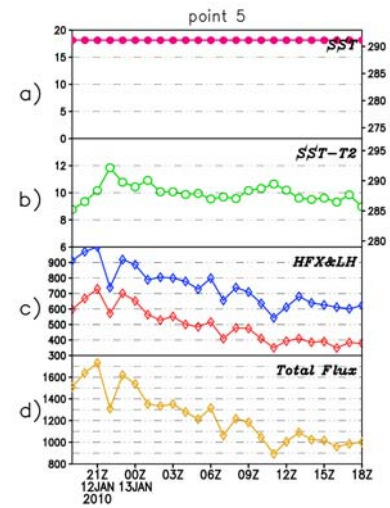 point 5
a)
20
15
10
5
0
SST
290
285
280
275
b)
12
10
8
6
SST-T2
295
290
285
280
c)
900
800
700
600
500
400
300
HFX&LH
d)
1600
1400
1200
1000
800
Total Flux
21Z 00Z 03Z 06Z 09Z 12Z 15Z 18Z
12JAN 13JAN
2010